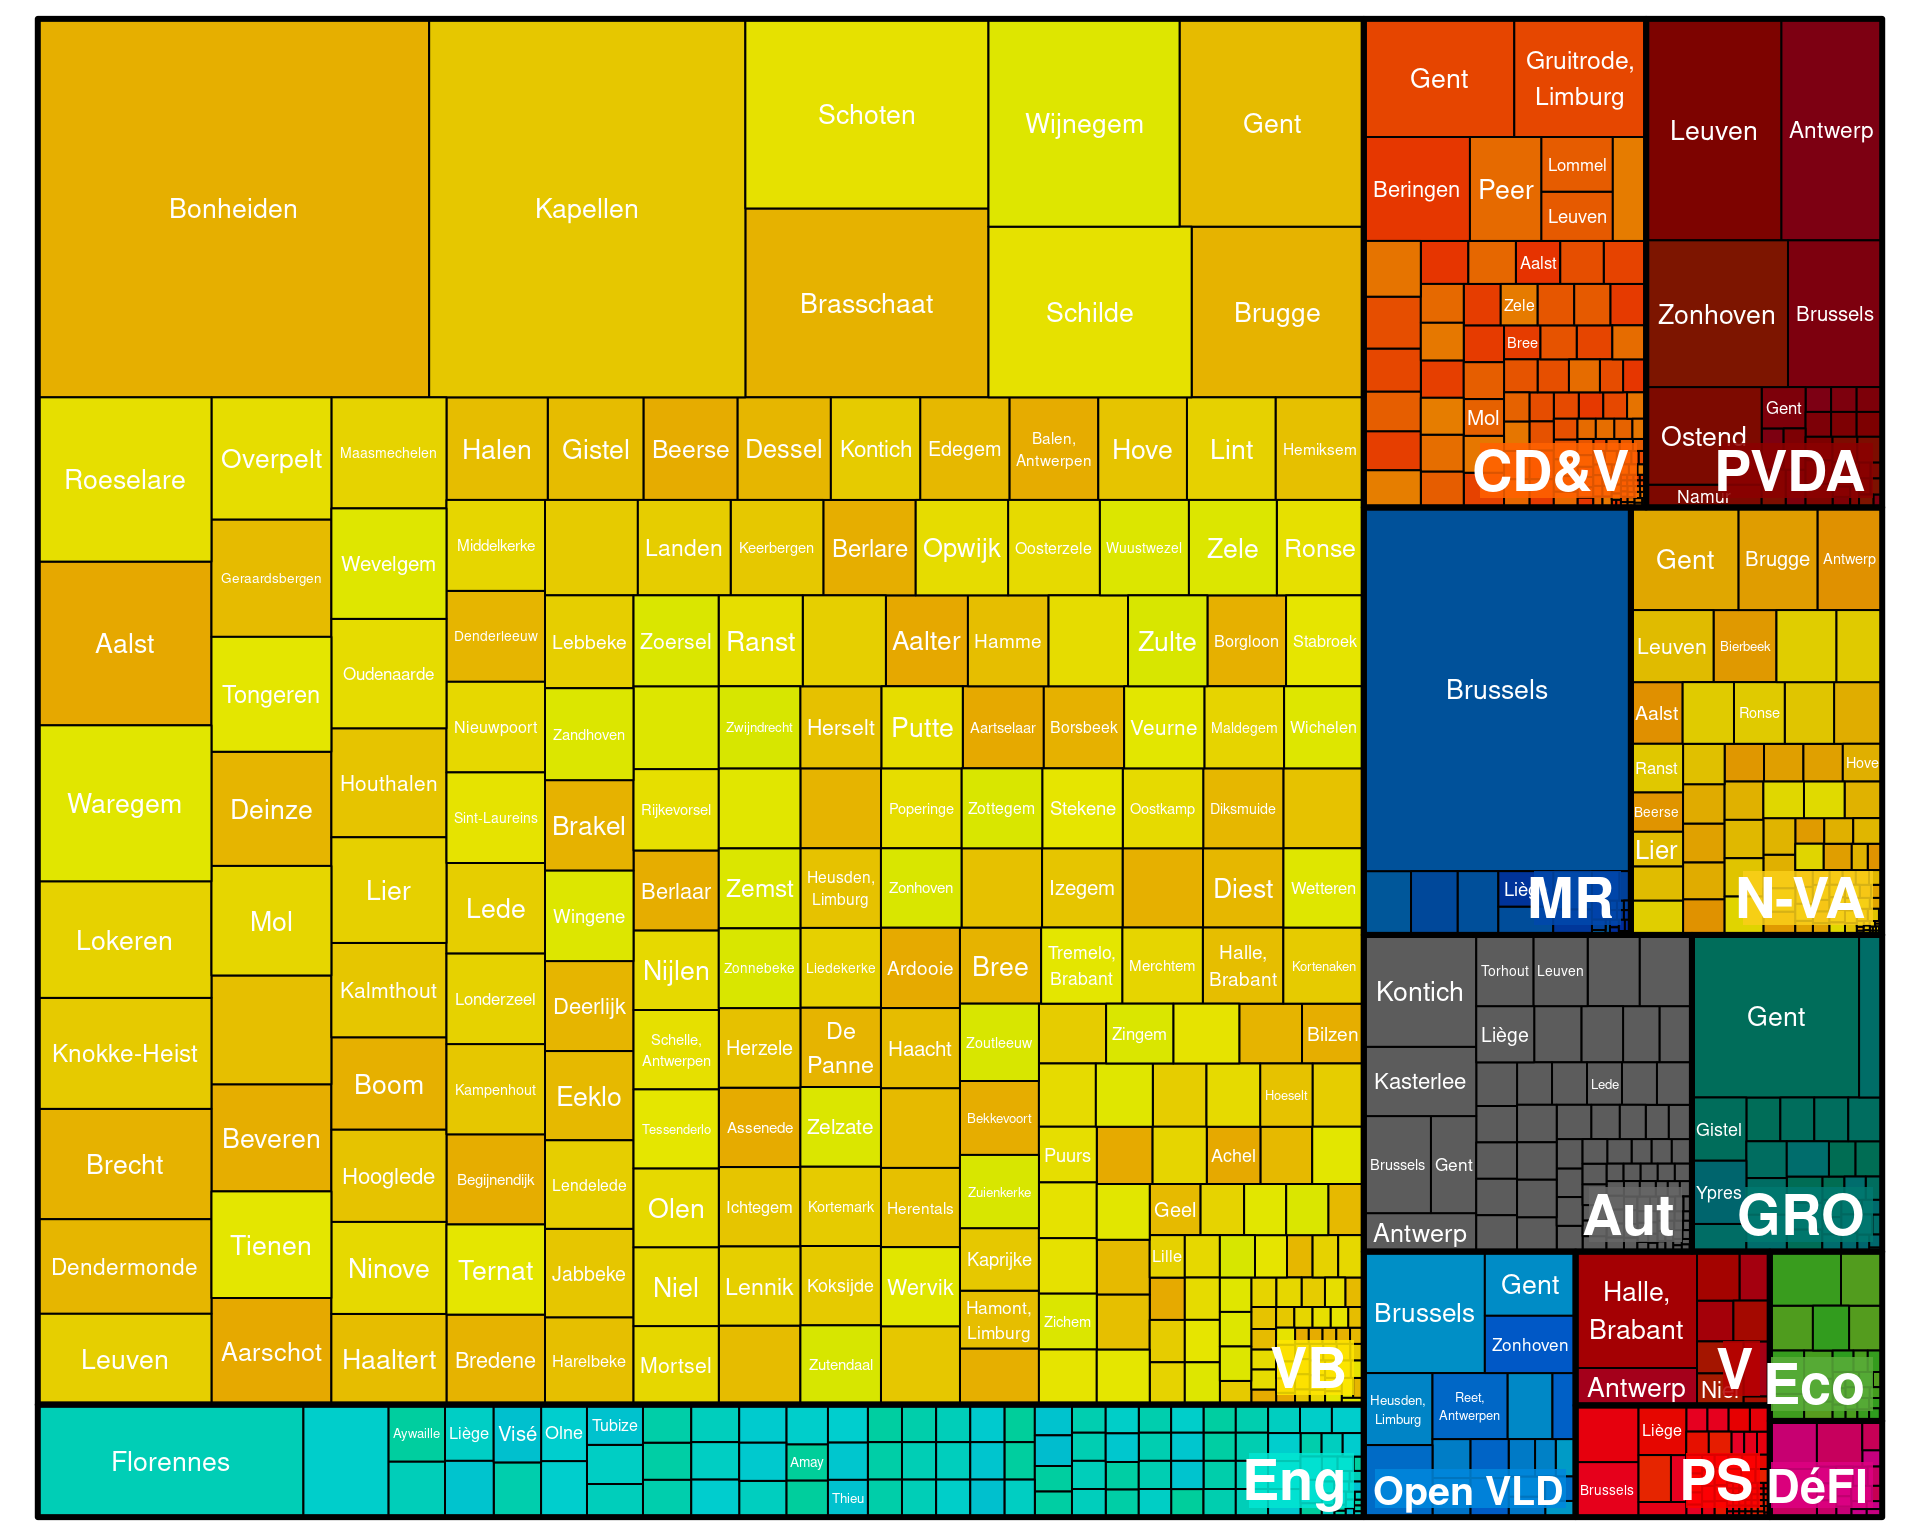 Bonheiden
Kapellen
Schoten
Wijnegem
Gent
Brasschaat
Schilde
Brugge
Roeselare
Overpelt
Maasmechelen
Halen
Gistel
Beerse
Dessel
Kontich
Edegem
Balen,
Antwerpen
Hove
Lint
Hemiksem
Aalst
Geraardsbergen
Wevelgem
Middelkerke
Landen
Keerbergen
Berlare
Opwijk
Oosterzele
Wuustwezel
Zele
Ronse
Tongeren
Oudenaarde
Denderleeuw
Lebbeke
Zoersel
Ranst
Aalter
Hamme
Zulte
Borgloon
Stabroek
Waregem
Deinze
Houthalen
Nieuwpoort
Zandhoven
Zwijndrecht
Herselt
Putte
Aartselaar
Borsbeek
Veurne
Maldegem
Wichelen
Sint-Laureins
Brakel
Rijkevorsel
Poperinge
Zottegem
Stekene
Oostkamp
Diksmuide
Lokeren
Mol
Lier
Lede
Wingene
Berlaar
Zemst
Heusden,
Limburg
Zonhoven
Izegem
Diest
Wetteren
Knokke-Heist
Kalmthout
Londerzeel
Deerlijk
Nijlen
Zonnebeke
Liedekerke
Ardooie
Bree
Tremelo,
Brabant
Merchtem
Halle,
Brabant
Kortenaken
Brecht
Beveren
Boom
Kampenhout
Eeklo
Schelle,
Antwerpen
Herzele
De
Panne
Haacht
Zoutleeuw
Zingem
Bilzen
Hoeselt
Hooglede
Begijnendijk
Lendelede
Tessenderlo
Assenede
Zelzate
Bekkevoort
Puurs
Achel
Dendermonde
Tienen
Ninove
Ternat
Jabbeke
Olen
Ichtegem
Kortemark
Herentals
Zuienkerke
Geel
Kaprijke
Lille
Leuven
Aarschot
Haaltert
Bredene
Harelbeke
Niel
Lennik
Koksijde
Wervik
Hamont,
Limburg
Zichem
Mortsel
Zutendaal
VB
Florennes
Aywaille
Liège
Visé
Olne
Tubize
Amay
Thieu
Eng
Gent
Gruitrode,
Limburg
Beringen
Peer
Lommel
Leuven
Aalst
Zele
Bree
Mol
CD&V
Leuven
Antwerp
Zonhoven
Brussels
Ostend
Gent
Namur
PVDA
Brussels
MR
Gent
Brugge
Antwerp
Leuven
Bierbeek
Aalst
Ronse
Ranst
Hove
Beerse
Lier
N-VA
Kontich
Torhout
Leuven
Liège
Kasterlee
Lede
Brussels
Gent
Antwerp
Aut
Gent
Gistel
Ypres
GRO
Brussels
Gent
Zonhoven
Heusden,
Limburg
Reet,
Antwerpen
Open VLD
Halle,
Brabant
Antwerp
V
Eco
Liège
Brussels
PS
DéFI